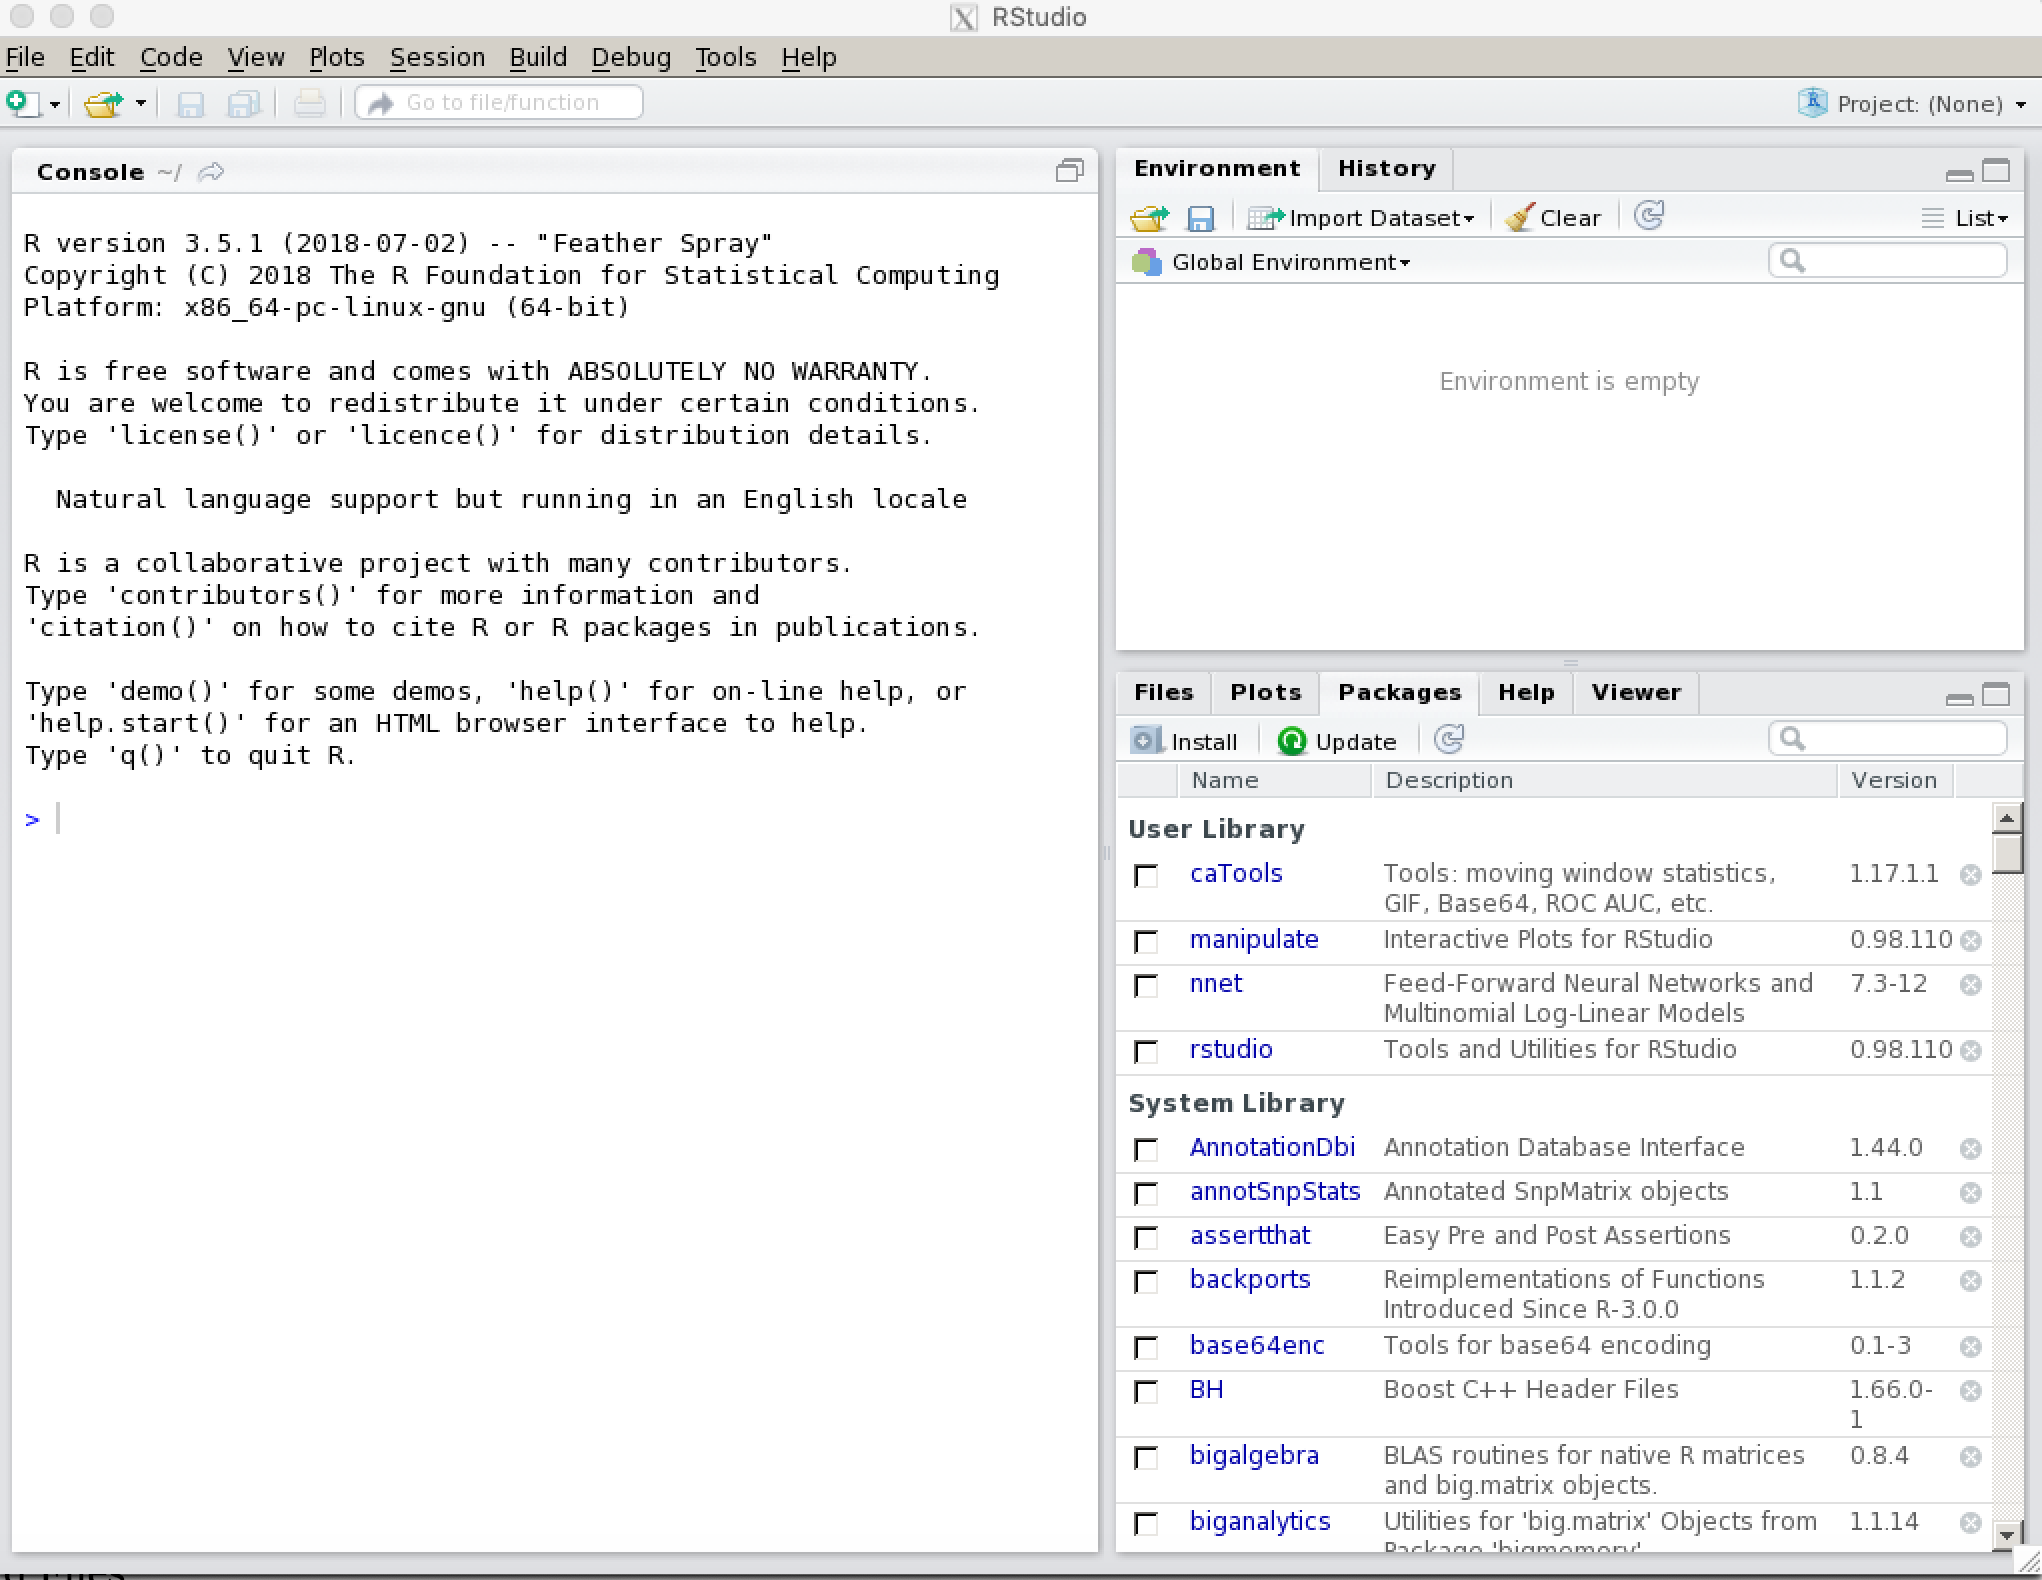 RStudio
File Edit Code View Plots Session Build Debug Tools Help
Go to file/function
Project: (None)
Console ~/
R version 3.5.1 (2018-07-02) -- "Feather Spray"
Copyright (C) 2018 The R Foundation for Statistical Computing
Platform: x86_64-pc-linux-gnu (64-bit)
R is free software and comes with ABSOLUTELY NO WARRANTY.
You are welcome to redistribute it under certain conditions.
Type 'license()' or 'licence()' for distribution details.
Natural language support but running in an English locale
R is a collaborative project with many contributors.
Type 'contributors()' for more information and
'citation()' on how to cite R or R packages in publications.
Type 'demo()' for some demos, 'help()' for on-line help, or
'help.start()' for an HTML browser interface to help.
Type 'q()' to quit R.
>
Environment History
Import Dataset Clear List
Global Environment
Environment is empty
Files Plots Packages Help Viewer
Install Update
Name Description Version
User Library
caTools Tools: moving window statistics, 1.17.1.1
GIF, Base64, ROC AUC, etc.
manipulate Interactive Plots for RStudio 0.98.110
nnet Feed-Forward Neural Networks and 7.3-12
Multinomial Log-Linear Models
rstudio Tools and Utilities for RStudio 0.98.110
System Library
AnnotationDbi Annotation Database Interface 1.44.0
annotSnpStats Annotated SnpMatrix objects 1.1
assertthat Easy Pre and Post Assertions 0.2.0
backports Reimplementations of Functions 1.1.2
Introduced Since R-3.0.0
base64enc Tools for base64 encoding 0.1-3
BH Boost C++ Header Files 1.66.0-
1
bigalgebra BLAS routines for native R matrices 0.8.4
and big.matrix objects.
biganalytics Utilities for 'big.matrix' Objects from 1.1.14
Package 'bigmemory'